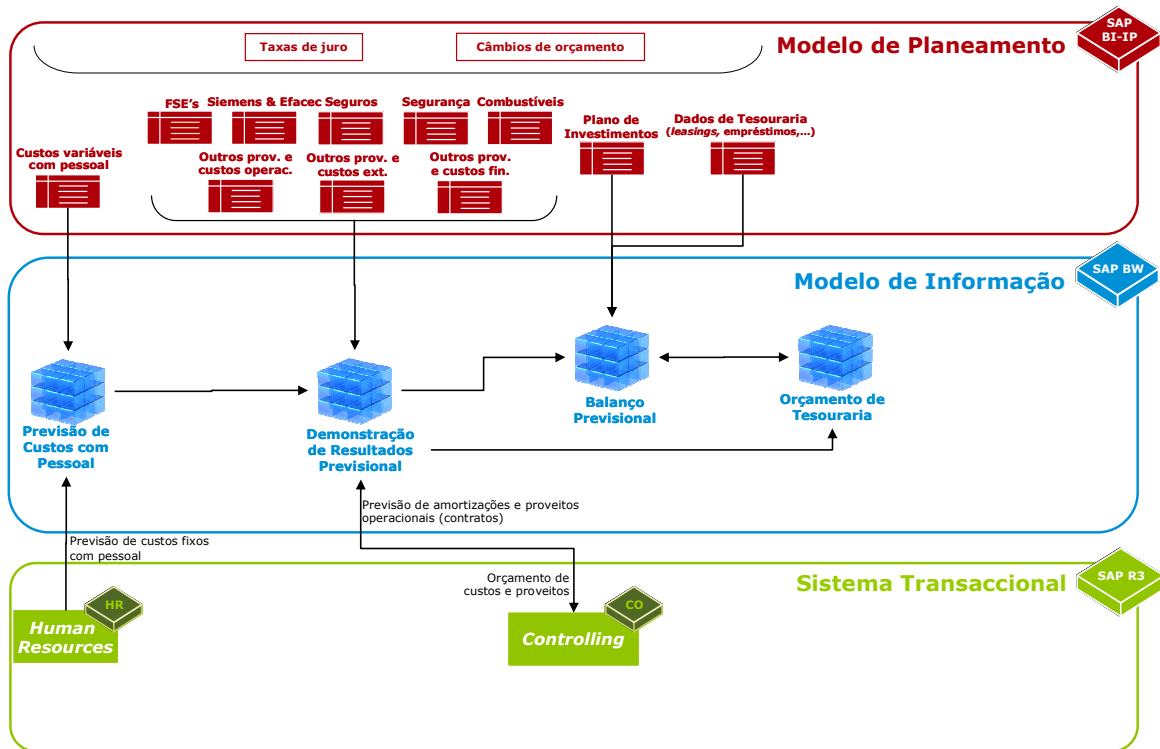 SAP
BI-IP
Taxas de juro
Câmbios de orçamento
Modelo de Planeamento
FSE's
Siemens & Efacec
Seguros
Segurança
Combustíveis
Plano de
Investimentos
Dados de Tesouraria
(leasings, empréstimos,...)
Custos variáveis
com pessoal
Outros prov. e
custos operac.
Outros prov. e
custos ext.
Outros prov.
e custos fin.
SAP BW
Modelo de Informação
Previsão de
Custos com
Pessoal
Demonstração
de Resultados
Previsional
Balanço
Previsional
Orçamento de
Tesouraria
Previsão de amortizações e proveitos
operacionais (contratos)
Previsão de custos fixos
com pessoal
SAP R3
Sistema Transaccional
Orçamento de
custos e proveitos
HR
Human
Resources
CO
Controlling